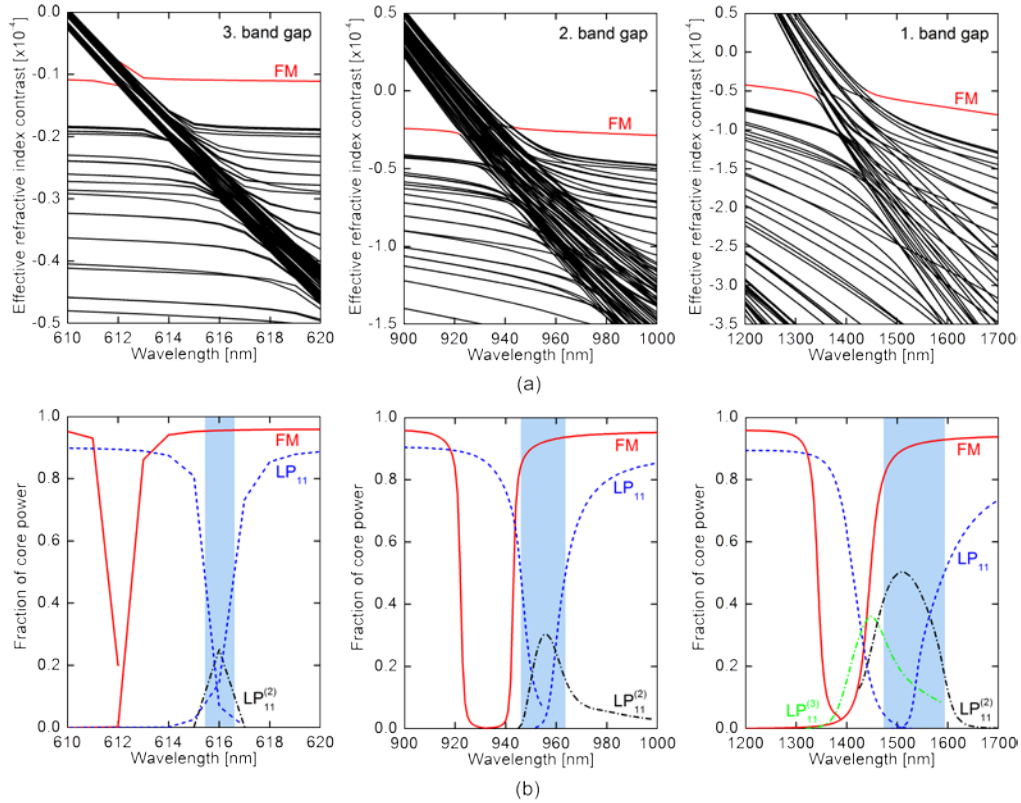 Effective refractive index contrast [x10⁻⁴]
0.0
-0.1
-0.2
-0.3
-0.4
-0.5
3. band gap
FM
610 612 614 616 618 620
Wavelength [nm]
Effective refractive index contrast [x10⁻⁴]
0.5
0.0
-0.5
-1.0
-1.5
2. band gap
FM
900 920 940 960 980 1000
Wavelength [nm]
Effective refractive index contrast [x10⁻⁴]
0.5
0.0
-0.5
-1.0
-1.5
-2.0
-2.5
-3.0
-3.5
1. band gap
FM
1200 1300 1400 1500 1600 1700
Wavelength [nm]
(a)
Fraction of core power
1.0
0.8
0.6
0.4
0.2
0.0
FM
LP₁₁
LP₁₁⁽²⁾
610 612 614 616 618 620
Wavelength [nm]
Fraction of core power
1.0
0.8
0.6
0.4
0.2
0.0
FM
LP₁₁
LP₁₁⁽²⁾
900 920 940 960 980 1000
Wavelength [nm]
Fraction of core power
1.0
0.8
0.6
0.4
0.2
0.0
FM
LP₁₁
LP₁₁⁽³⁾
LP₁₁⁽²⁾
1200 1300 1400 1500 1600 1700
Wavelength [nm]
(b)